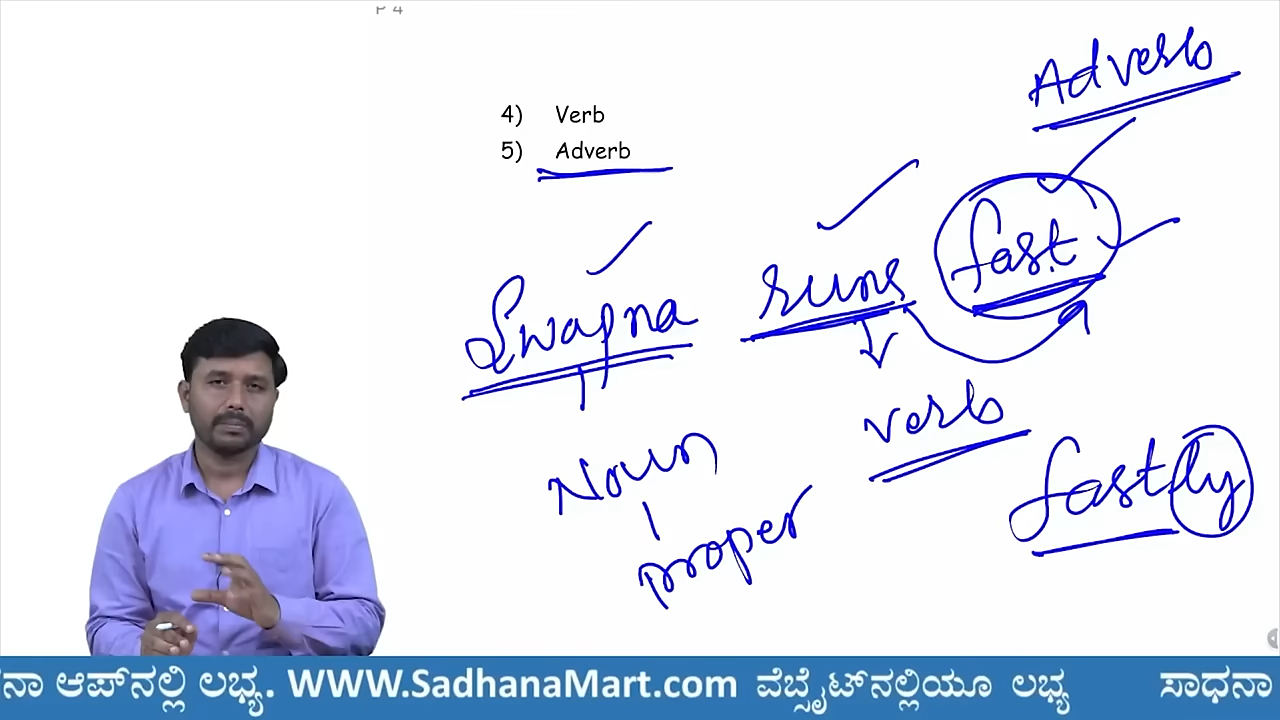 P 4
Adverb
4) Verb
5) Adverb
Swapna runs fast
verb
Noun
fastly
proper
ನಾ ಆಪ್‌ನಲ್ಲಿ ಲಭ್ಯ. WWW.SadhanaMart.com ವೆಬ್ಸೈಟ್‌ನಲ್ಲಿಯೂ ಲಭ್ಯ ಸಾಧನಾ